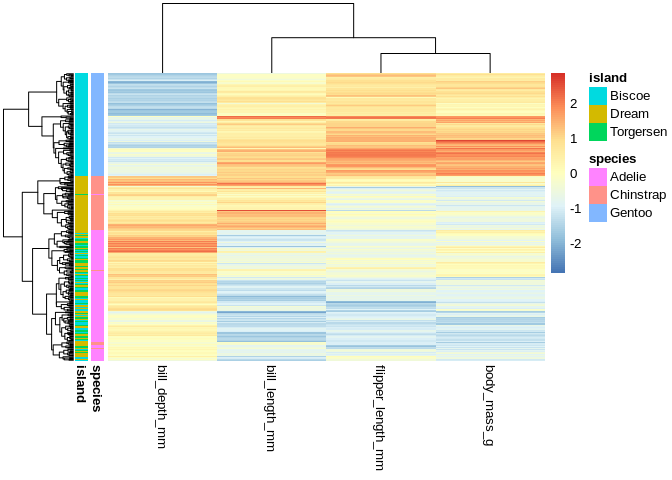 island
Biscoe
Dream
Torgersen
species
Adelie
Chinstrap
Gentoo
2
1
0
-1
-2
island
species
bill_depth_mm
bill_length_mm
flipper_length_mm
body_mass_g